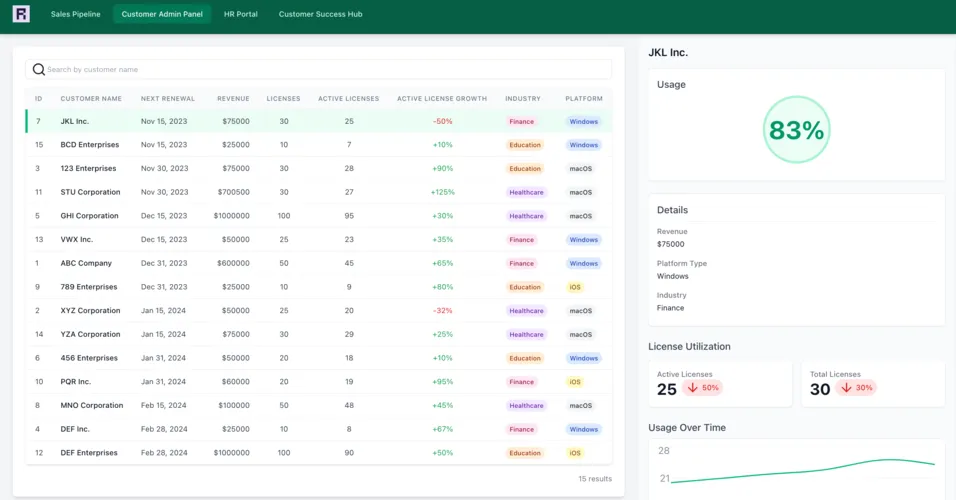 R Sales Pipeline Customer Admin Panel HR Portal Customer Success Hub
Search by customer name
ID CUSTOMER NAME NEXT RENEWAL REVENUE LICENSES ACTIVE LICENSES ACTIVE LICENSE GROWTH INDUSTRY PLATFORM
7 JKL Inc. Nov 15, 2023 $75000 30 25 -50% Finance Windows
15 BCD Enterprises Nov 15, 2023 $25000 10 7 +10% Education Windows
3 123 Enterprises Nov 30, 2023 $75000 30 28 +90% Education macOS
11 STU Corporation Nov 30, 2023 $700500 30 27 +125% Healthcare macOS
5 GHI Corporation Dec 15, 2023 $1000000 100 95 +30% Healthcare macOS
13 VWX Inc. Dec 15, 2023 $50000 25 23 +35% Finance Windows
1 ABC Company Dec 31, 2023 $600000 50 45 +65% Finance Windows
9 789 Enterprises Dec 31, 2023 $25000 10 9 +80% Education iOS
2 XYZ Corporation Jan 15, 2024 $50000 25 20 -32% Healthcare macOS
14 YZA Corporation Jan 15, 2024 $75000 30 29 +25% Healthcare macOS
6 456 Enterprises Jan 31, 2024 $50000 20 18 +10% Education Windows
10 PQR Inc. Jan 31, 2024 $60000 20 19 +95% Finance iOS
8 MNO Corporation Feb 15, 2024 $100000 50 48 +45% Healthcare macOS
4 DEF Inc. Feb 28, 2024 $25000 10 8 +67% Finance Windows
12 DEF Enterprises Feb 28, 2024 $1000000 100 90 +50% Education iOS
15 results
JKL Inc.
Usage
83%
Details
Revenue
$75000
Platform Type
Windows
Industry
Finance
License Utilization
Active Licenses
25 50%
Total Licenses
30 30%
Usage Over Time
28
21